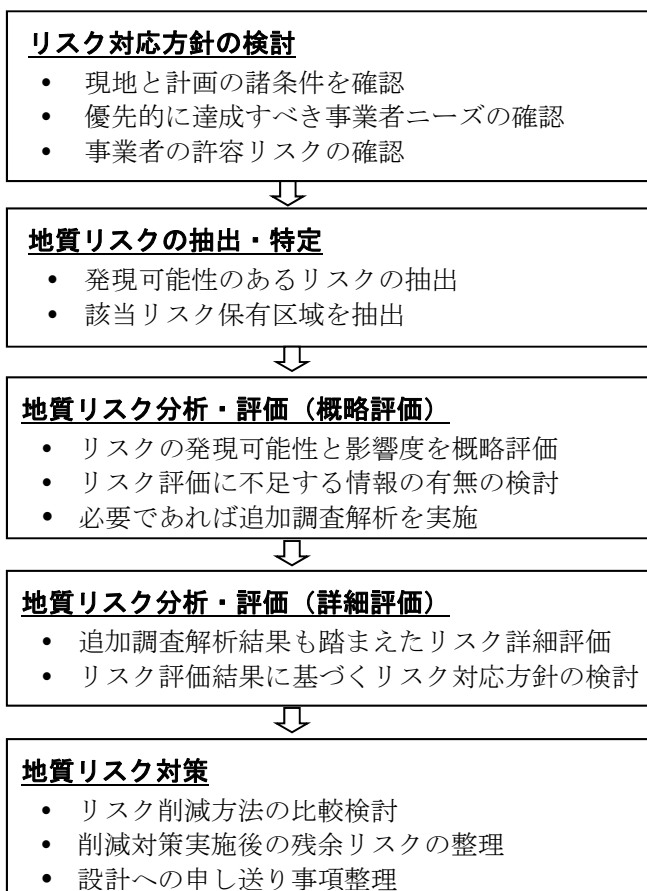 リスク対応方針の検討
• 現地と計画の諸条件を確認
• 優先的に達成すべき事業者ニーズの確認
• 事業者の許容リスクの確認
地質リスクの抽出・特定
• 発現可能性のあるリスクの抽出
• 該当リスク保有区域を抽出
地質リスク分析・評価（概略評価）
• リスクの発現可能性と影響度を概略評価
• リスク評価に不足する情報の有無の検討
• 必要であれば追加調査解析を実施
地質リスク分析・評価（詳細評価）
• 追加調査解析結果も踏まえたリスク詳細評価
• リスク評価結果に基づくリスク対応方針の検討
地質リスク対策
• リスク削減方法の比較検討
• 削減対策実施後の残余リスクの整理
• 設計への申し送り事項整理